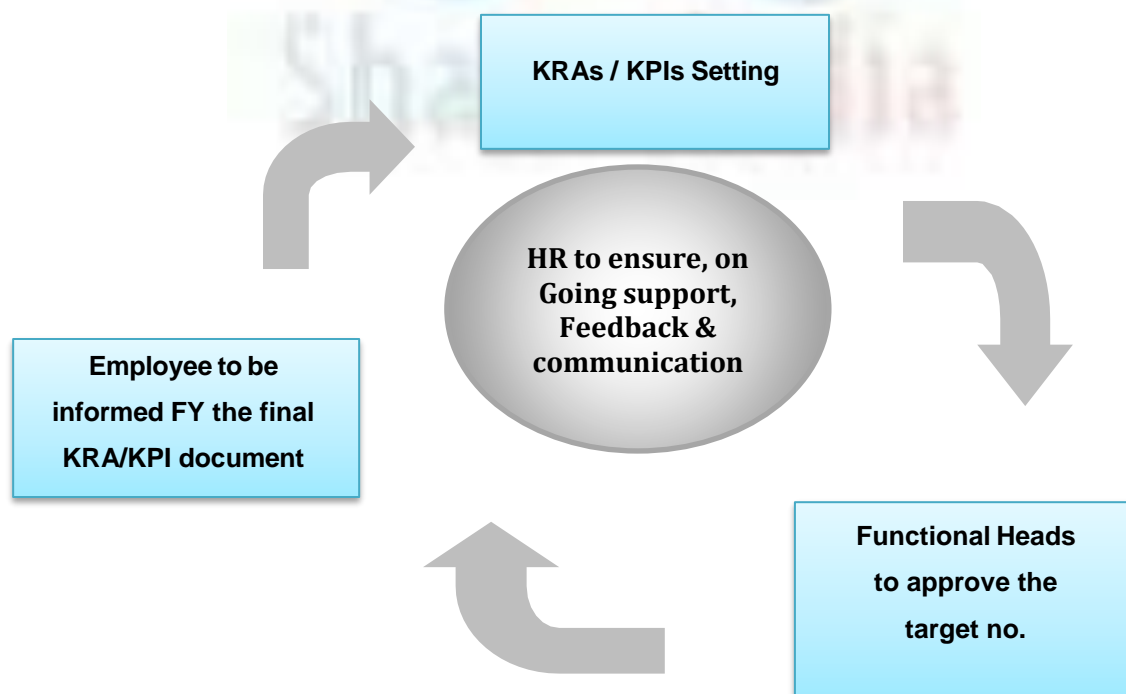 KRAs / KPIs Setting
HR to ensure, on
Going support,
Feedback &
communication
Employee to be
informed FY the final
KRA/KPI document
Functional Heads
to approve the
target no.